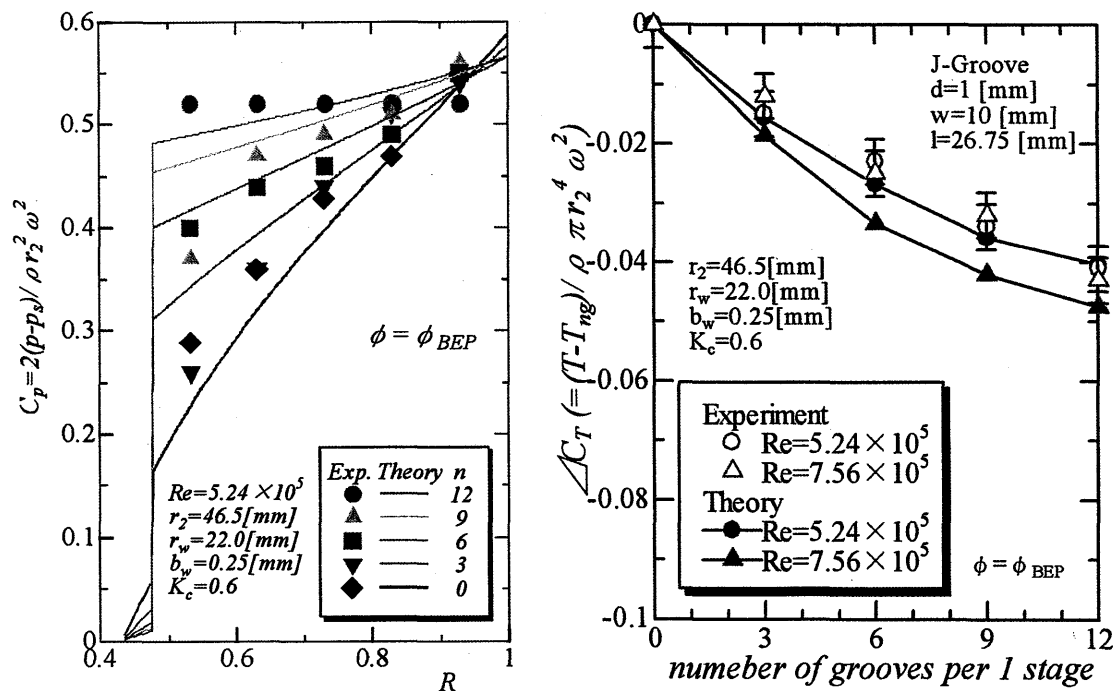 C_p=2(p-p_s)/ρ r_2^2 ω^2
0.6
0.5
0.4
0.3
0.2
0.1
0
0.4
0.6
0.8
1
R
φ = φ_BEP
Re=5.24 ×10^5
r_2=46.5[mm]
r_w=22.0[mm]
b_w=0.25[mm]
K_c=0.6
Exp. Theory n
12
9
6
3
0
⊿C_T (=(T-T_ng)/ρ π r_2^4 ω^2)
0
-0.02
-0.04
-0.06
-0.08
-0.1
0
3
6
9
12
numeber of grooves per 1 stage
J-Groove
d=1 [mm]
w=10 [mm]
l=26.75 [mm]
r_2=46.5[mm]
r_w=22.0[mm]
b_w=0.25[mm]
K_c=0.6
Experiment
Re=5.24×10^5
Re=7.56×10^5
Theory
Re=5.24×10^5
Re=7.56×10^5
φ = φ_BEP